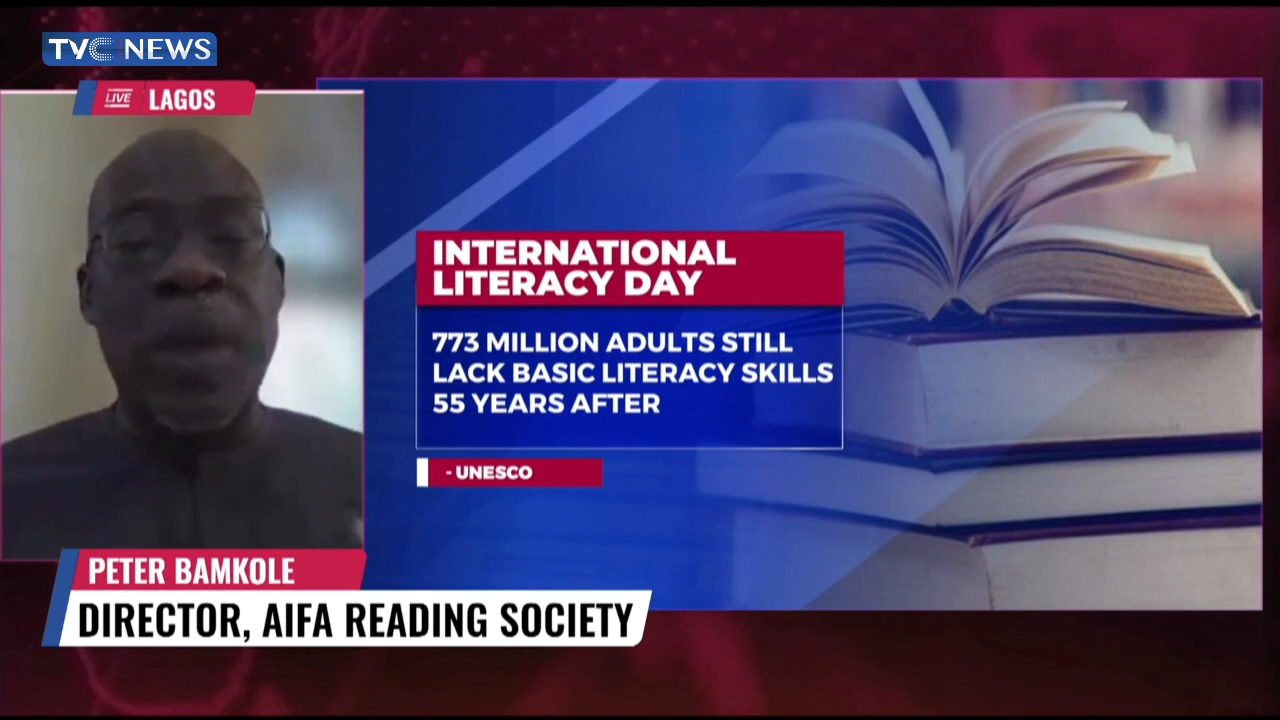 TVC NEWS
LIVE LAGOS
INTERNATIONAL
LITERACY DAY
773 MILLION ADULTS STILL
LACK BASIC LITERACY SKILLS
55 YEARS AFTER
- UNESCO
PETER BAMKOLE
DIRECTOR, AIFA READING SOCIETY